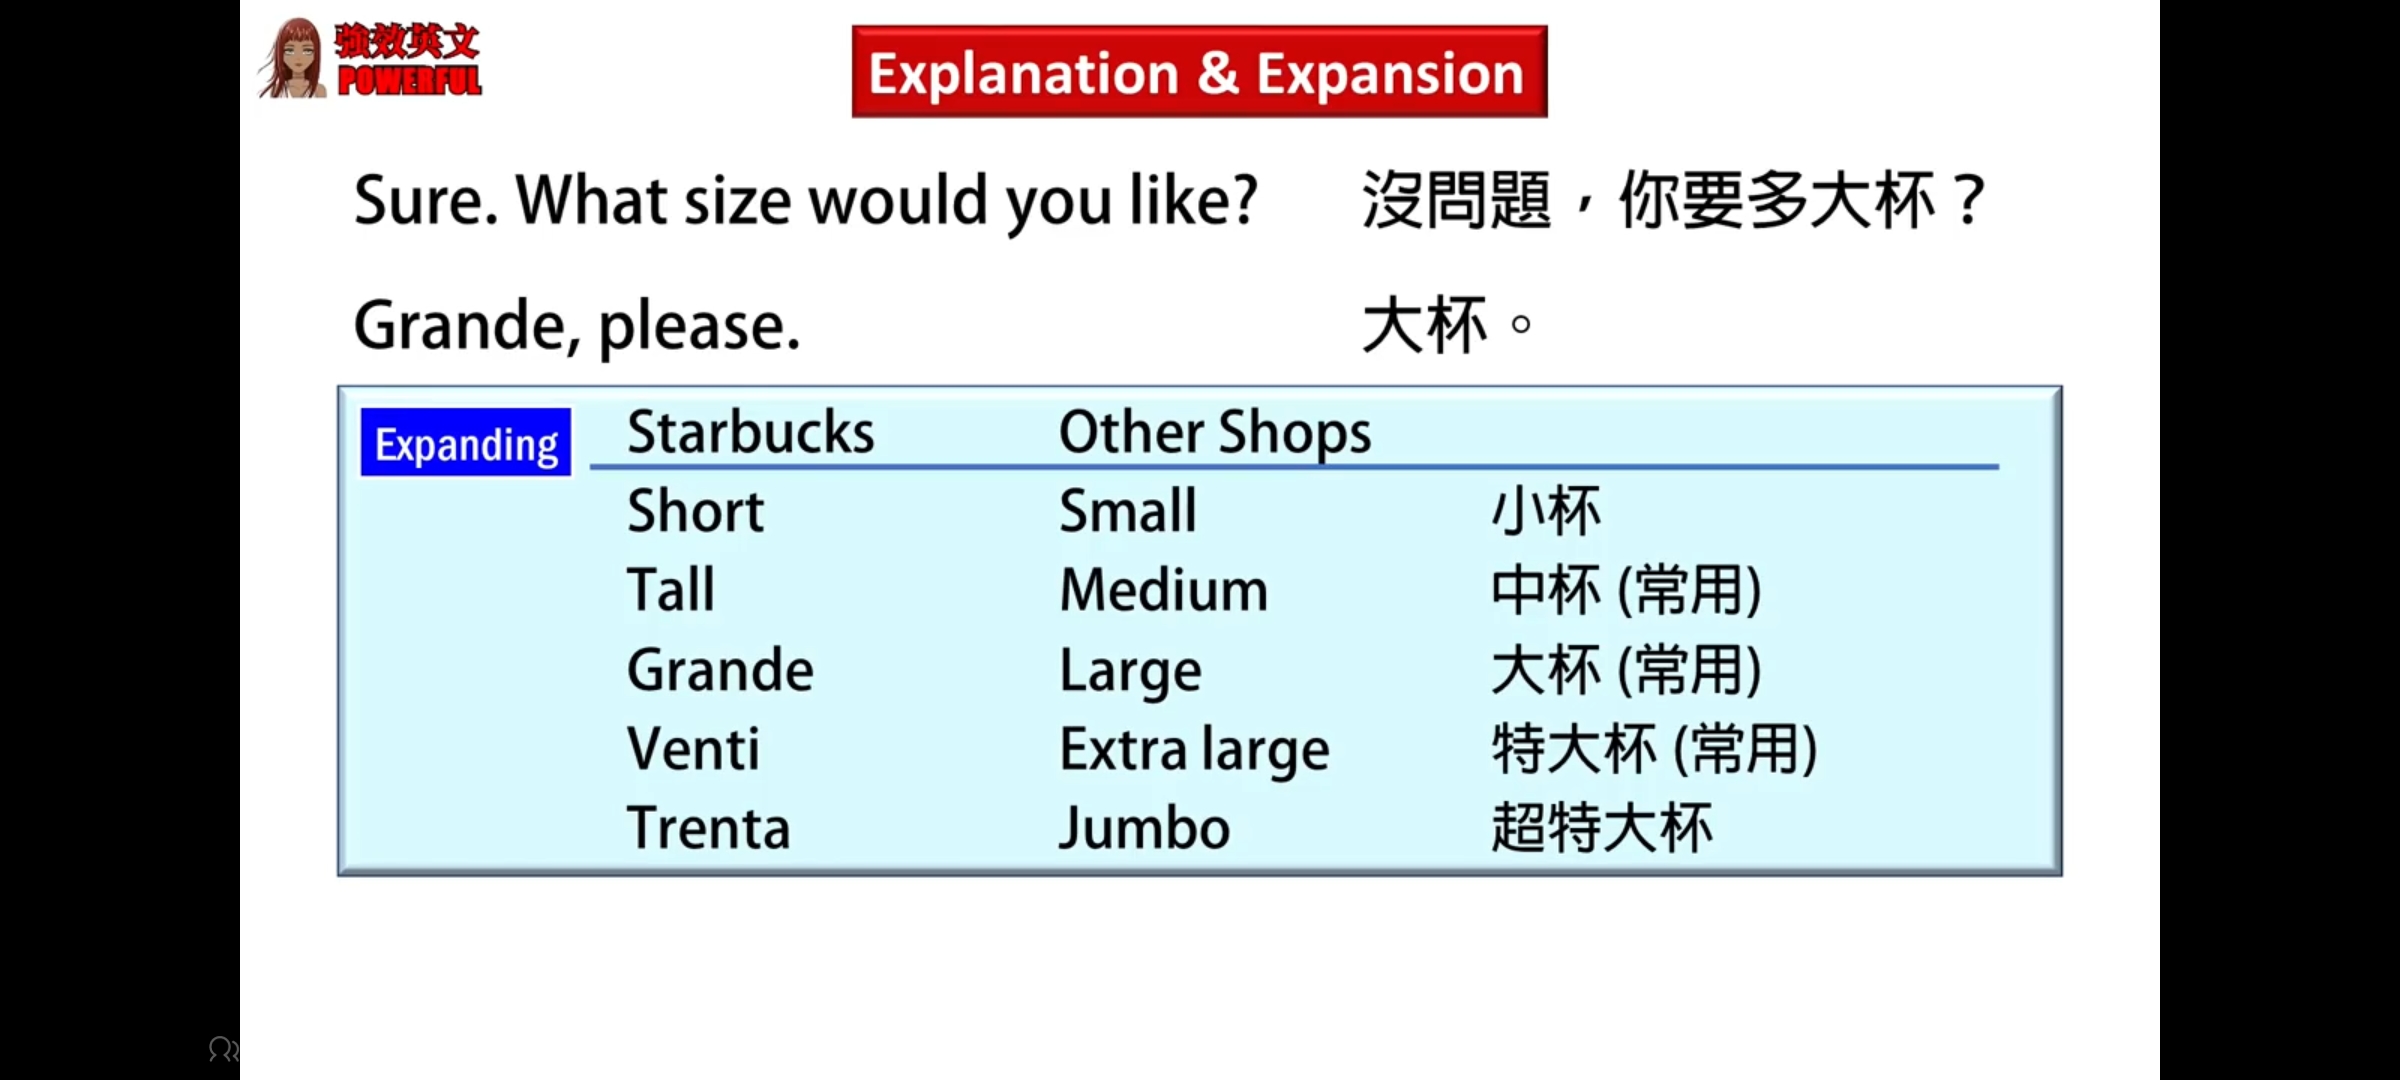 強效英文
POWERFUL
Explanation & Expansion
Sure. What size would you like? 沒問題，你要多大杯？
Grande, please. 大杯。
Expanding Starbucks Other Shops
Short Small 小杯
Tall Medium 中杯 (常用)
Grande Large 大杯 (常用)
Venti Extra large 特大杯 (常用)
Trenta Jumbo 超特大杯